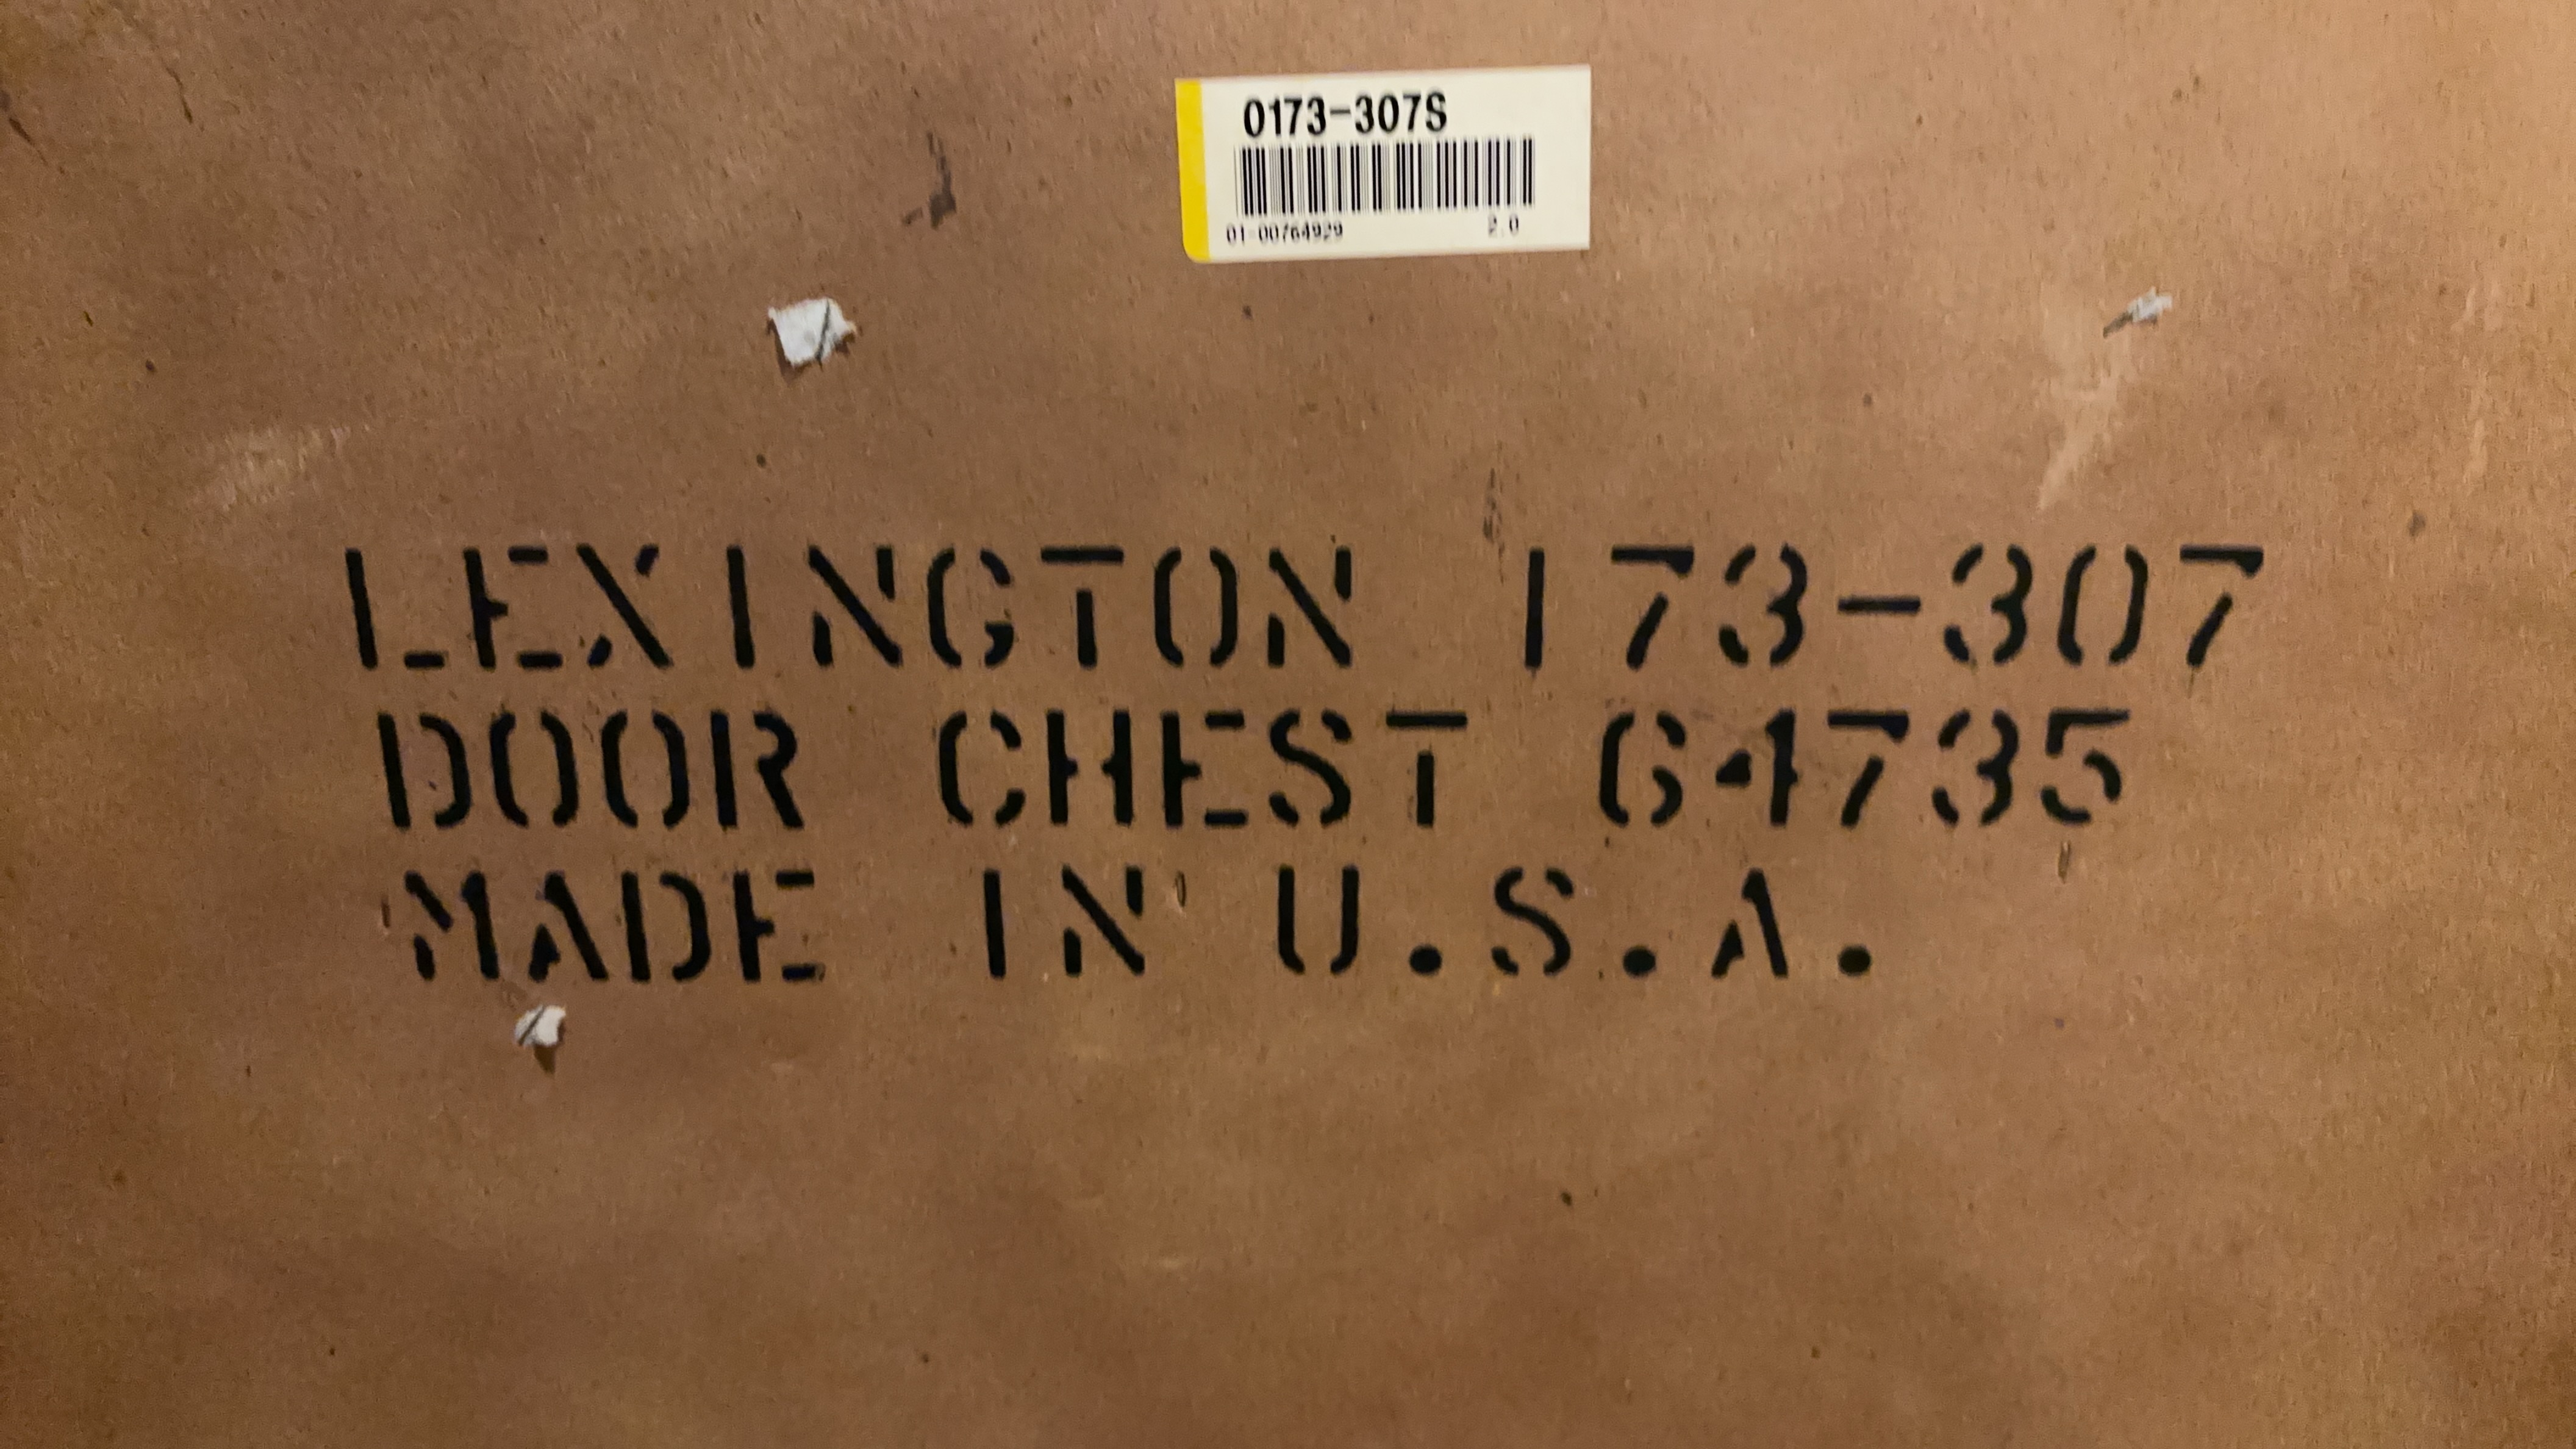 0173-307S
01-00764929 2.0
LEXINGTON 173-307
DOOR CHEST 64735
MADE IN U.S.A.